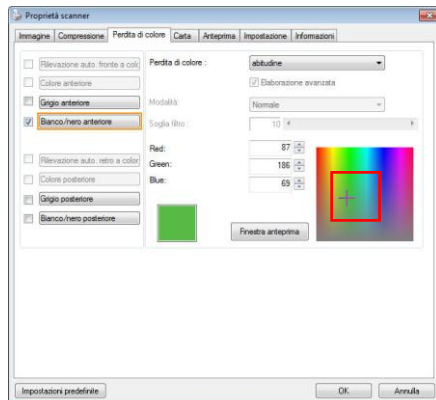 Proprietà scanner
Immagine Compressione Perdita di colore Carta Anteprima Impostazione Informazioni
Rilevazione auto. fronte a colo
Colore anteriore
Grigio anteriore
Bianco/nero anteriore
Rilevazione auto. retro a color
Colore posteriore
Grigio posteriore
Bianco/nero posteriore
Perdita di colore : abitudine
Elaborazione avanzata
Modalità: Normale
Soglia filtro : 10
Red: 87
Green: 186
Blue: 69
Finestra anteprima
Impostazioni predefinite OK Annulla